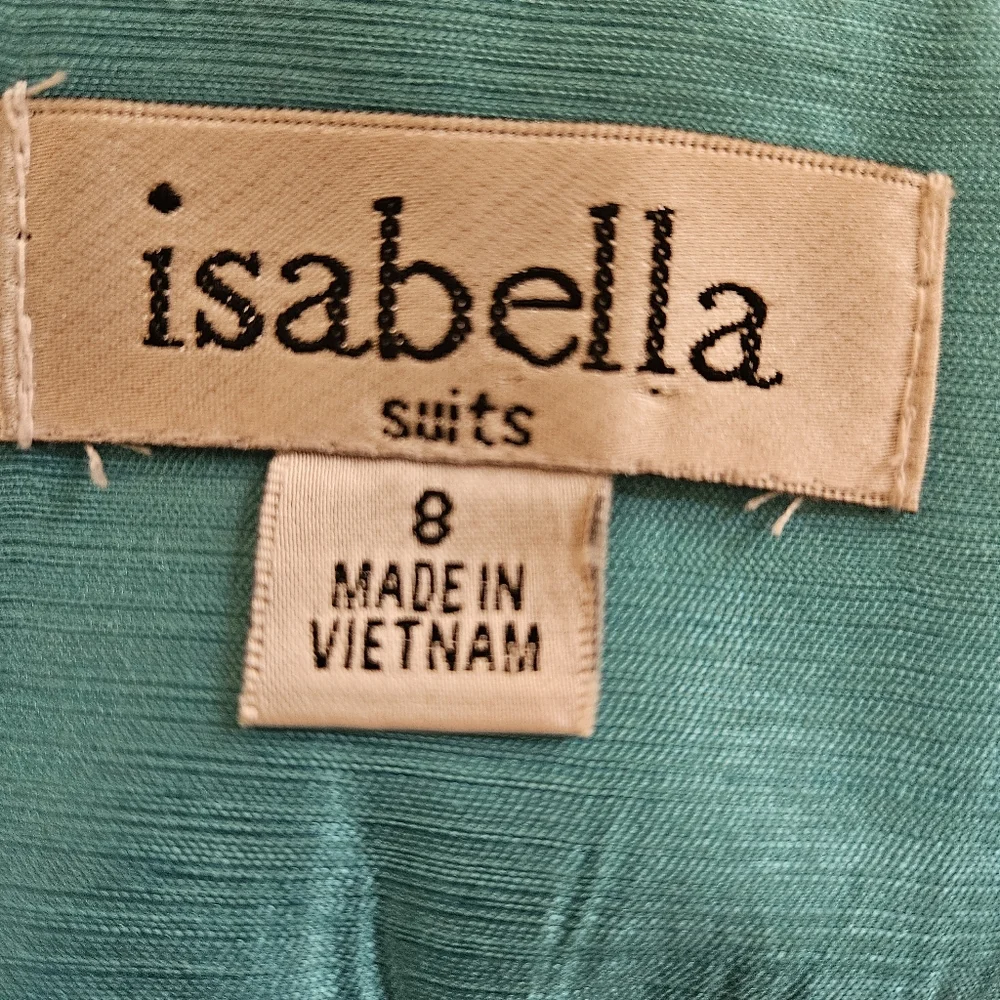 isabella
suits
8
MADE IN
VIETNAM